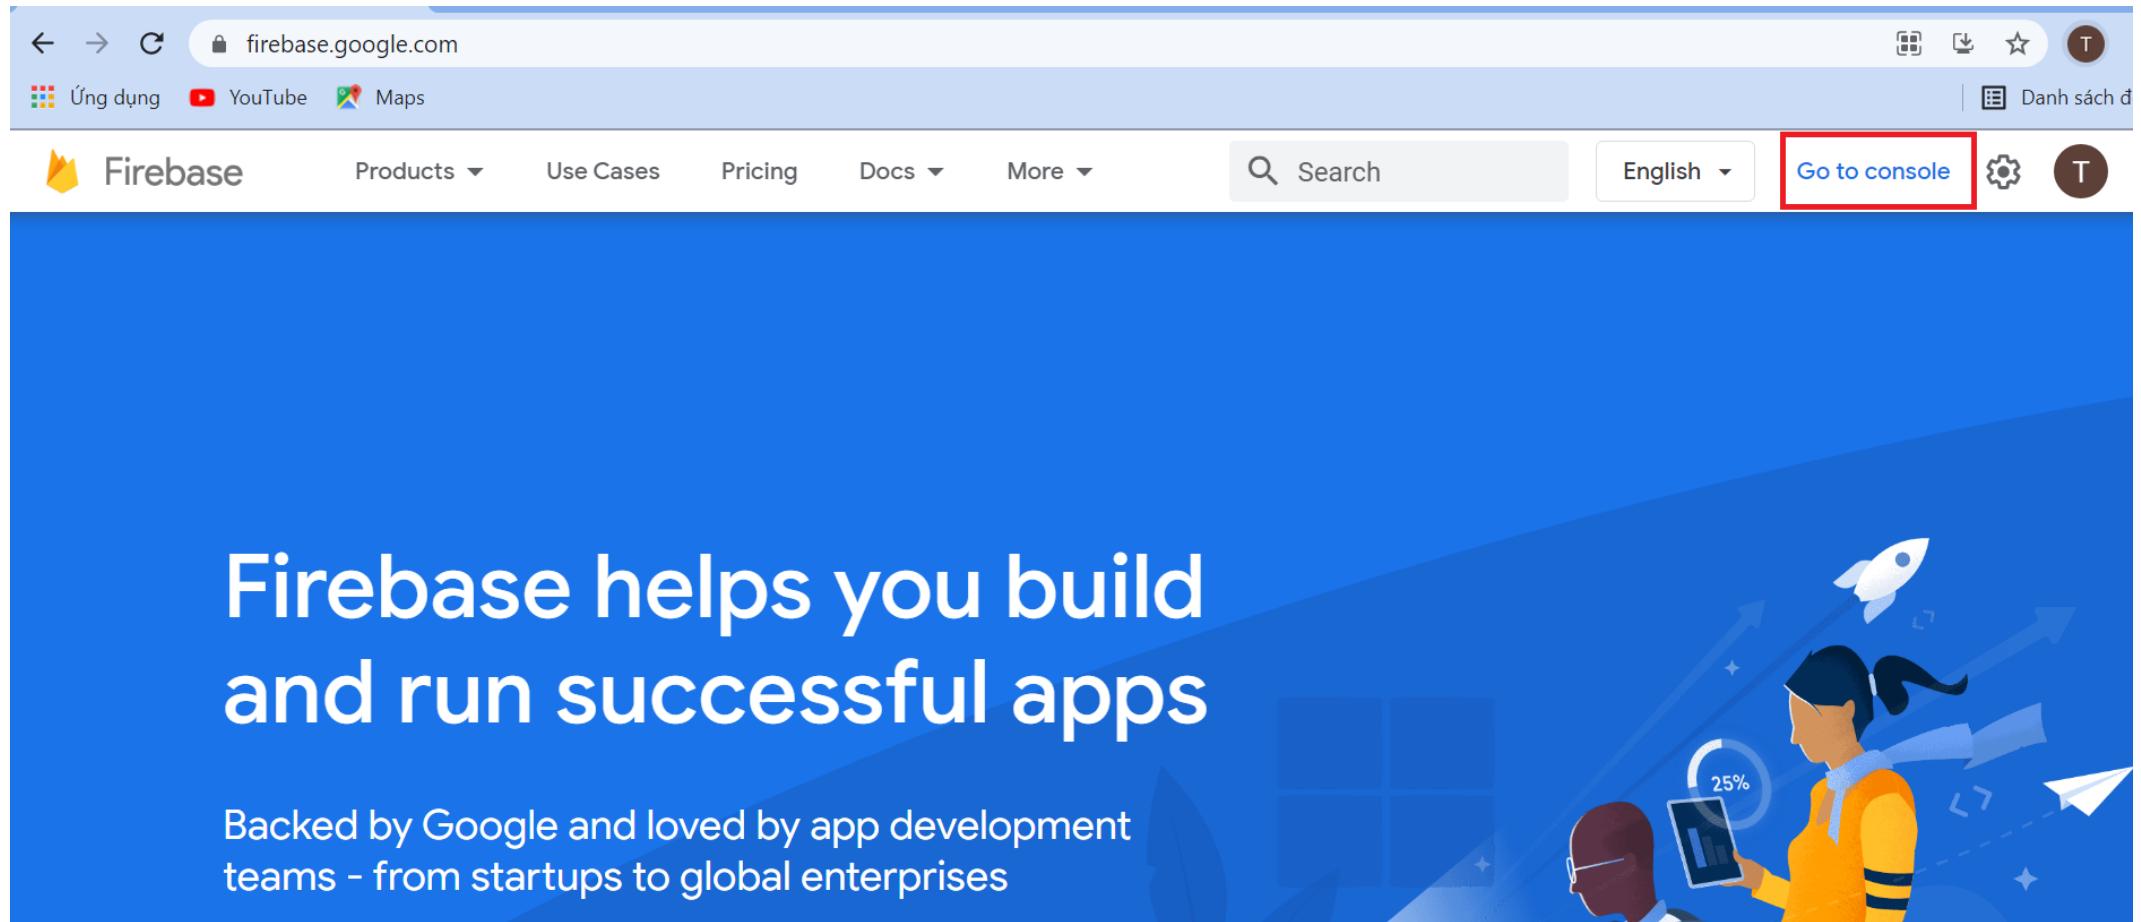 firebase.google.com
T
Ứng dụng YouTube Maps
Danh sách đ
Firebase Products Use Cases Pricing Docs More Search English Go to console T
Firebase helps you build
and run successful apps
25%
Backed by Google and loved by app development
teams - from startups to global enterprises